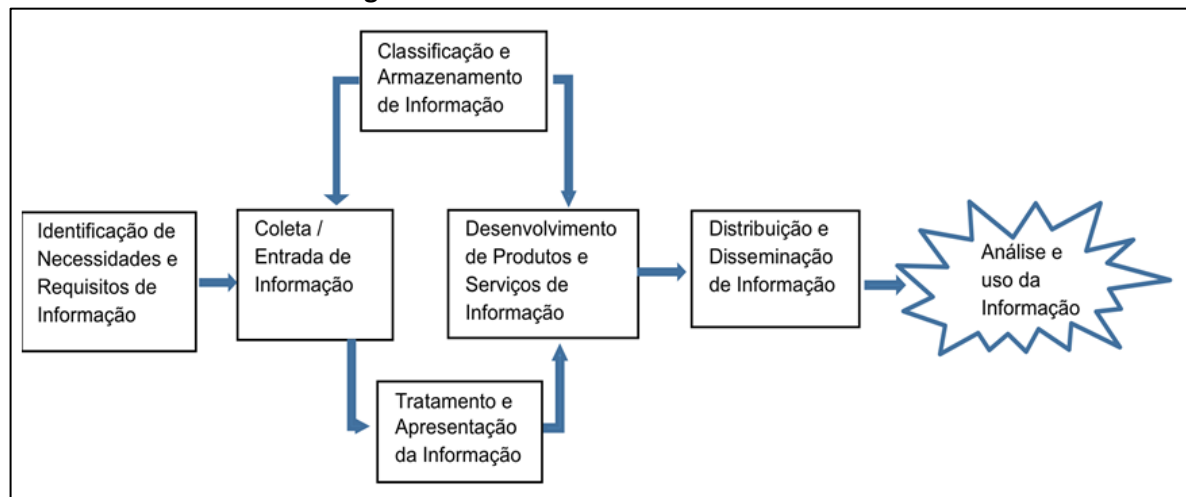 Classificação e
Armazenamento
de Informação
Identificação de
Necessidades e
Requisitos de
Informação
Coleta /
Entrada de
Informação
Desenvolvimento
de Produtos e
Serviços de
Informação
Distribuição e
Disseminação
de Informação
Análise e
uso da
Informação
Tratamento e
Apresentação
da Informação